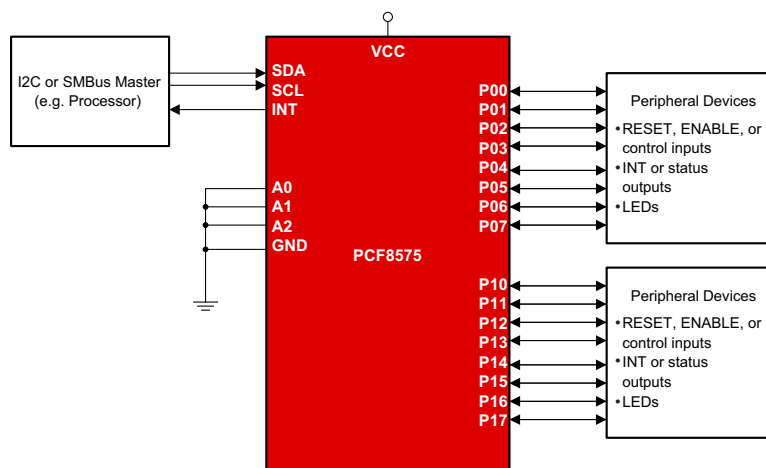 VCC
I2C or SMBus Master
(e.g. Processor)
SDA
SCL
INT
A0
A1
A2
GND
PCF8575
P00
P01
P02
P03
P04
P05
P06
P07
P10
P11
P12
P13
P14
P15
P16
P17
Peripheral Devices
• RESET, ENABLE, or
control inputs
• INT or status
outputs
• LEDs
Peripheral Devices
• RESET, ENABLE, or
control inputs
• INT or status
outputs
• LEDs